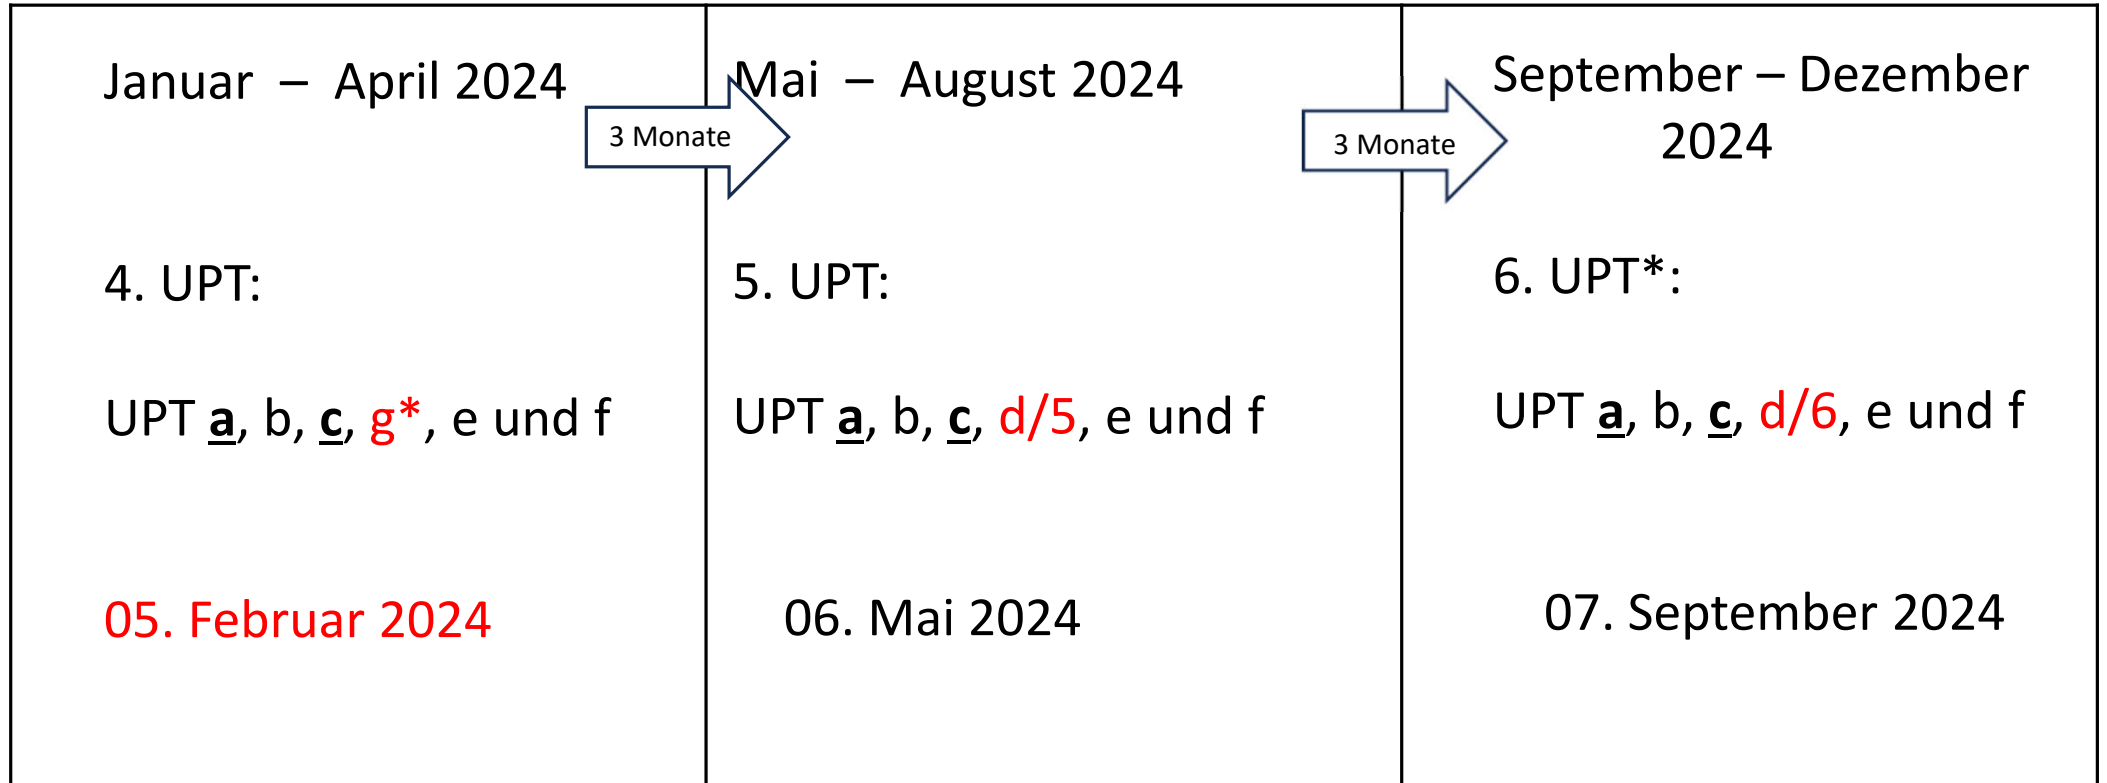 Januar – April 2024
3 Monate
4. UPT:
UPT a, b, c, g*, e und f
05. Februar 2024
Mai – August 2024
3 Monate
5. UPT:
UPT a, b, c, d/5, e und f
06. Mai 2024
September – Dezember
2024
6. UPT*:
UPT a, b, c, d/6, e und f
07. September 2024